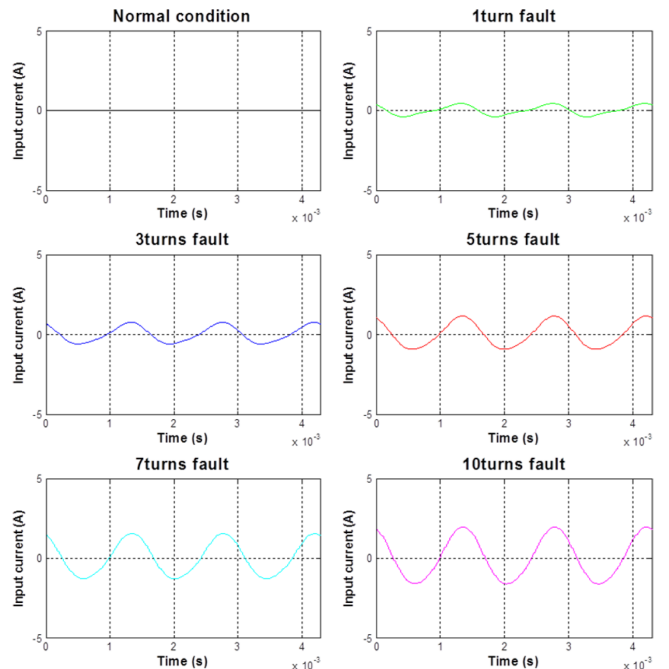 Normal condition
5
0
-5
Input current (A)
0 1 2 3 4
x 10^-3
Time (s)
1turn fault
5
0
-5
Input current (A)
0 1 2 3 4
x 10^-3
Time (s)
3turns fault
5
0
-5
Input current (A)
0 1 2 3 4
x 10^-3
Time (s)
5turns fault
5
0
-5
Input current (A)
0 1 2 3 4
x 10^-3
Time (s)
7turns fault
5
0
-5
Input current (A)
0 1 2 3 4
x 10^-3
Time (s)
10turns fault
5
0
-5
Input current (A)
0 1 2 3 4
x 10^-3
Time (s)